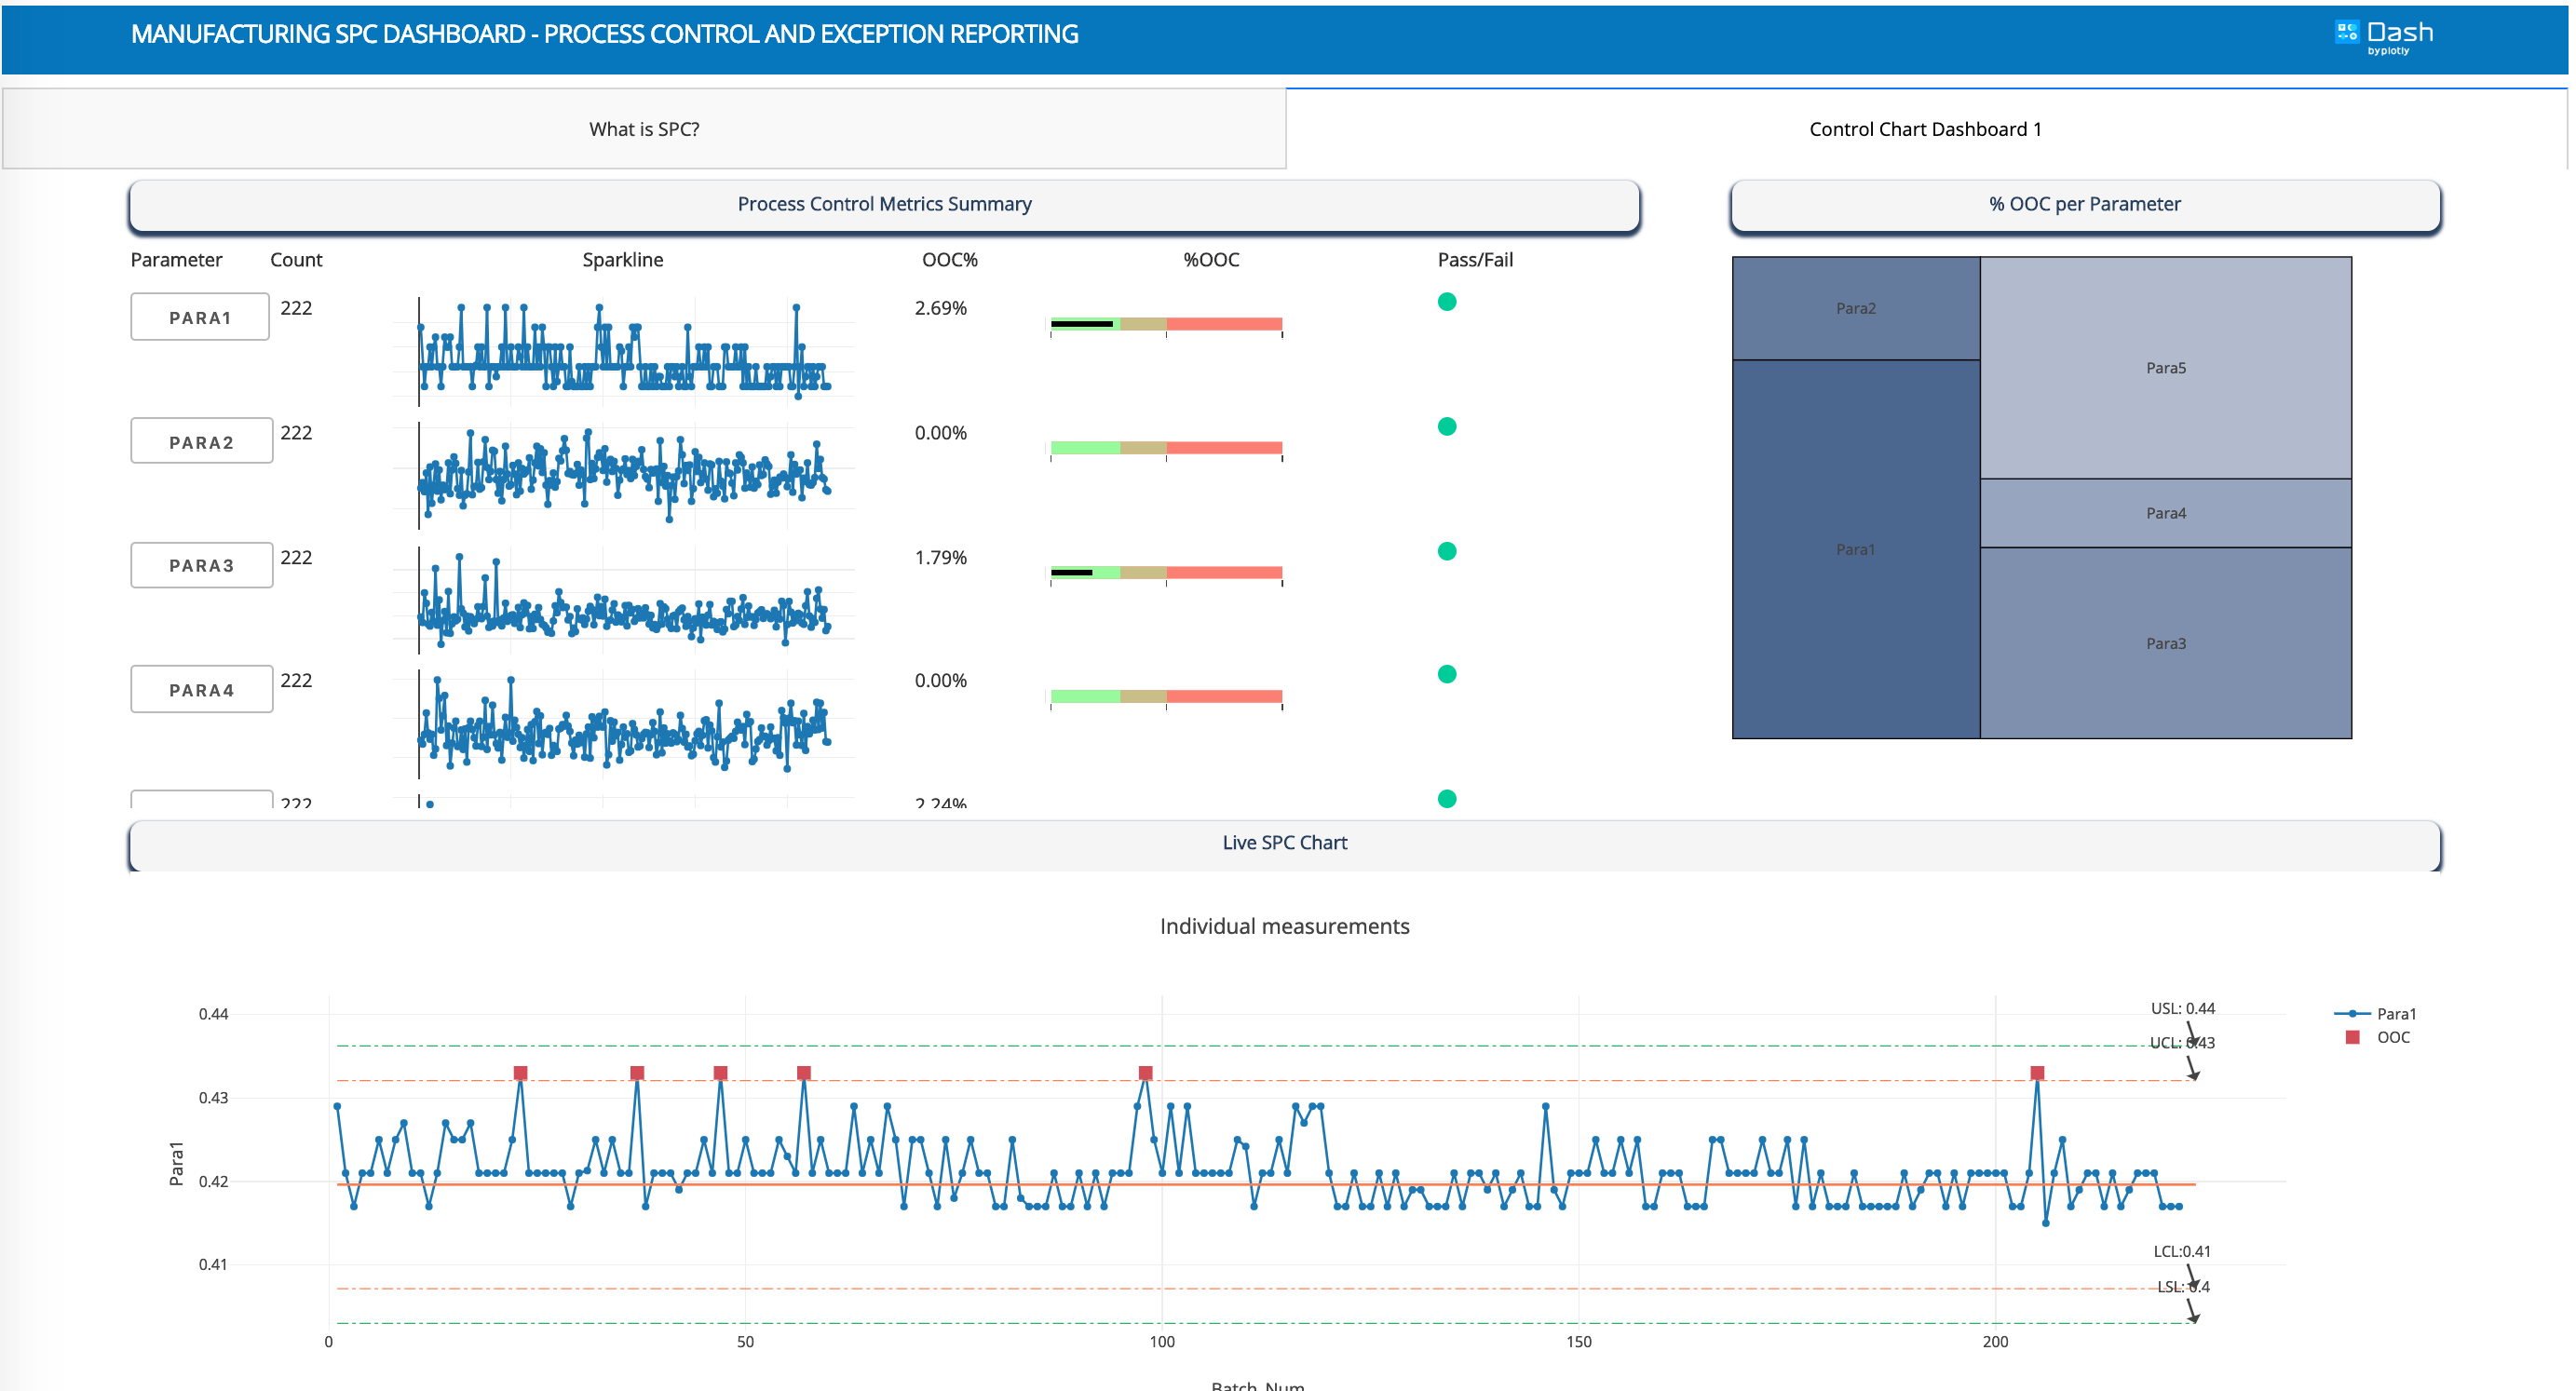 MANUFACTURING SPC DASHBOARD - PROCESS CONTROL AND EXCEPTION REPORTING
Dash
by plotly
What is SPC?
Control Chart Dashboard 1
Process Control Metrics Summary
% OOC per Parameter
Parameter Count Sparkline OOC% %OOC Pass/Fail
PARA1 222 2.69%
PARA2 222 0.00%
PARA3 222 1.79%
PARA4 222 0.00%
222 2.24%
Para2
Para5
Para4
Para1
Para3
Live SPC Chart
Individual measurements
USL: 0.44
UCL: 0.43
LCL:0.41
LSL: 0.4
Para1
OOC
0.44
0.43
0.42
0.41
Para1
0 50 100 150 200
Batch_Num